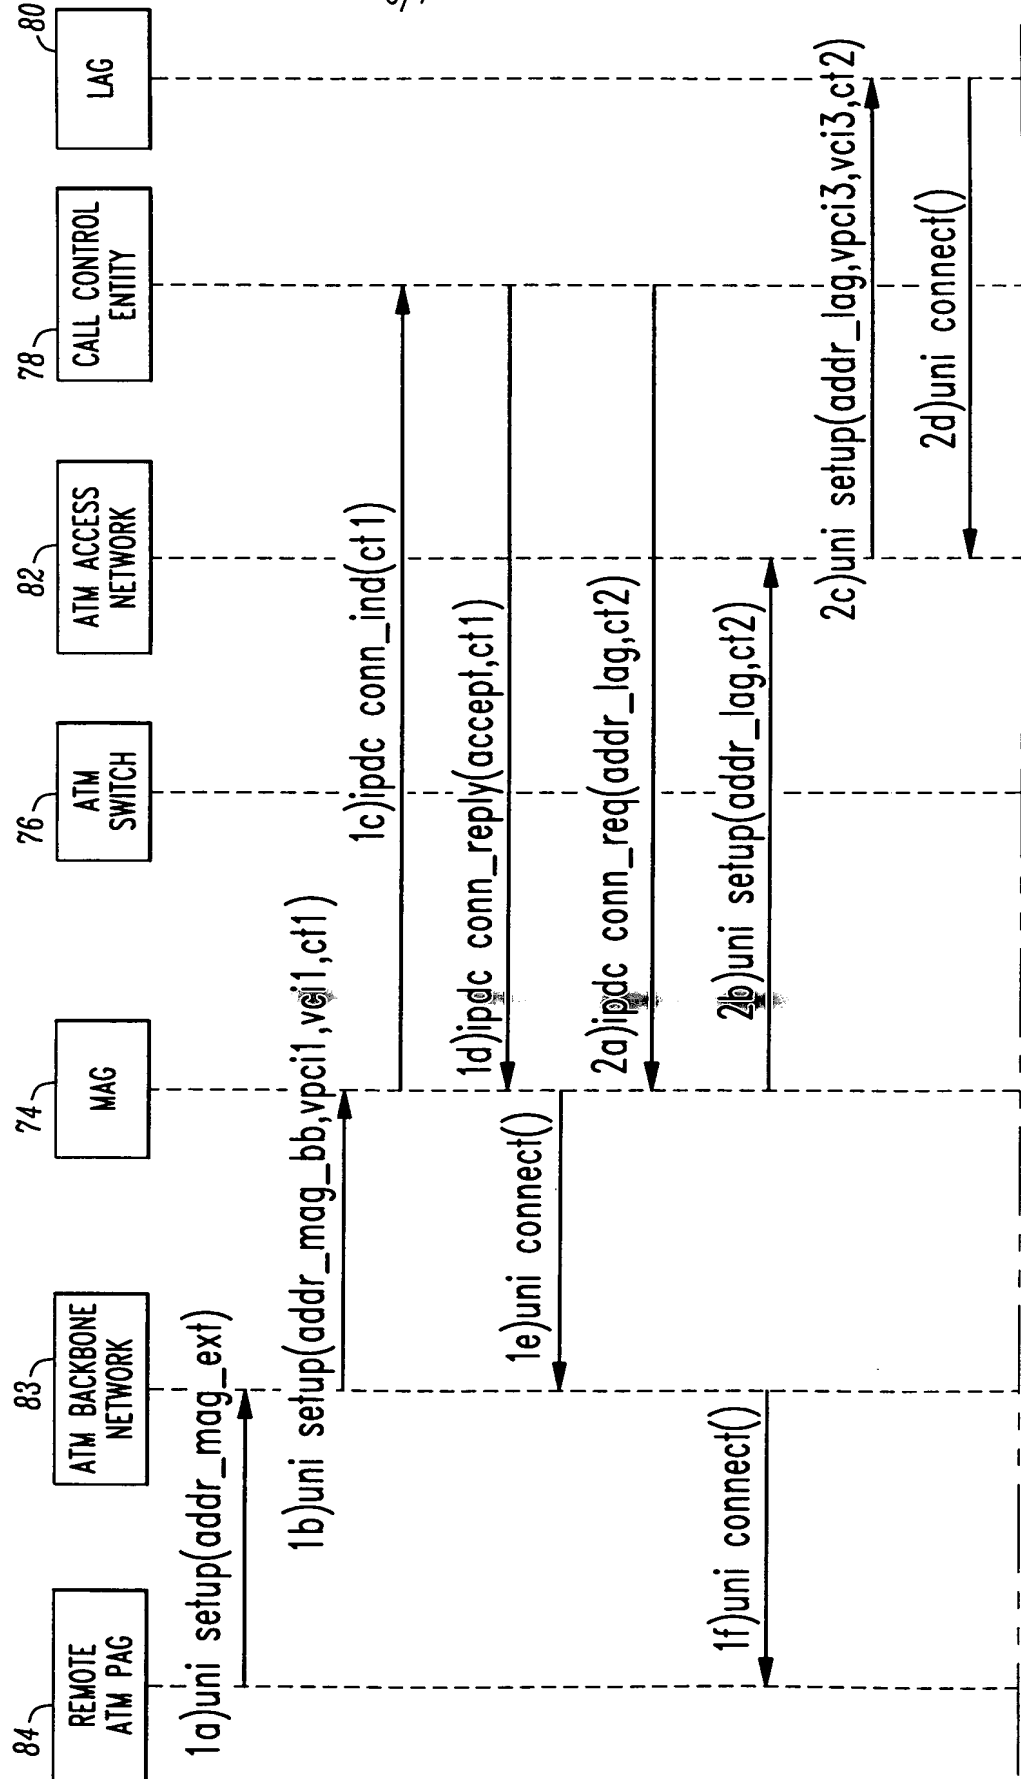 84
REMOTE
ATM PAG
83
ATM BACKBONE
NETWORK
74
MAG
76
ATM
SWITCH
82
ATM ACCESS
NETWORK
78
CALL CONTROL
ENTITY
80
LAG
1a)uni setup(addr_mag_ext)
1b)uni setup(addr_mag_bb,vpci1,vci1,ct1)
1c)ipdc conn_ind(ct1)
1d)ipdc conn_reply(accept,ct1)
1e)uni connect()
2a)ipdc conn_req(addr_lag,ct2)
1f)uni connect()
2b)uni setup(addr_lag,ct2)
2c)uni setup(addr_lag,vpci3,vci3,ct2)
2d)uni connect()